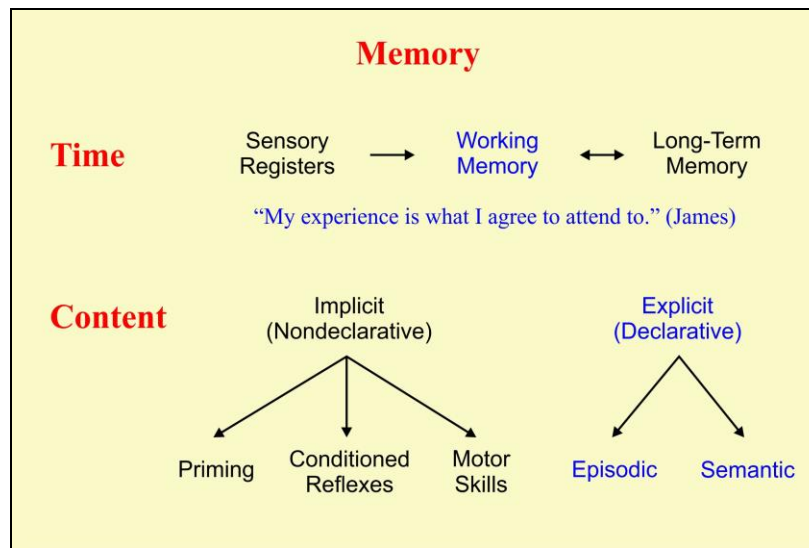 Memory
Time
Sensory
Registers
Working
Memory
Long-Term
Memory
“My experience is what I agree to attend to.” (James)
Content
Implicit
(Nondeclarative)
Explicit
(Declarative)
Priming
Conditioned
Reflexes
Motor
Skills
Episodic
Semantic